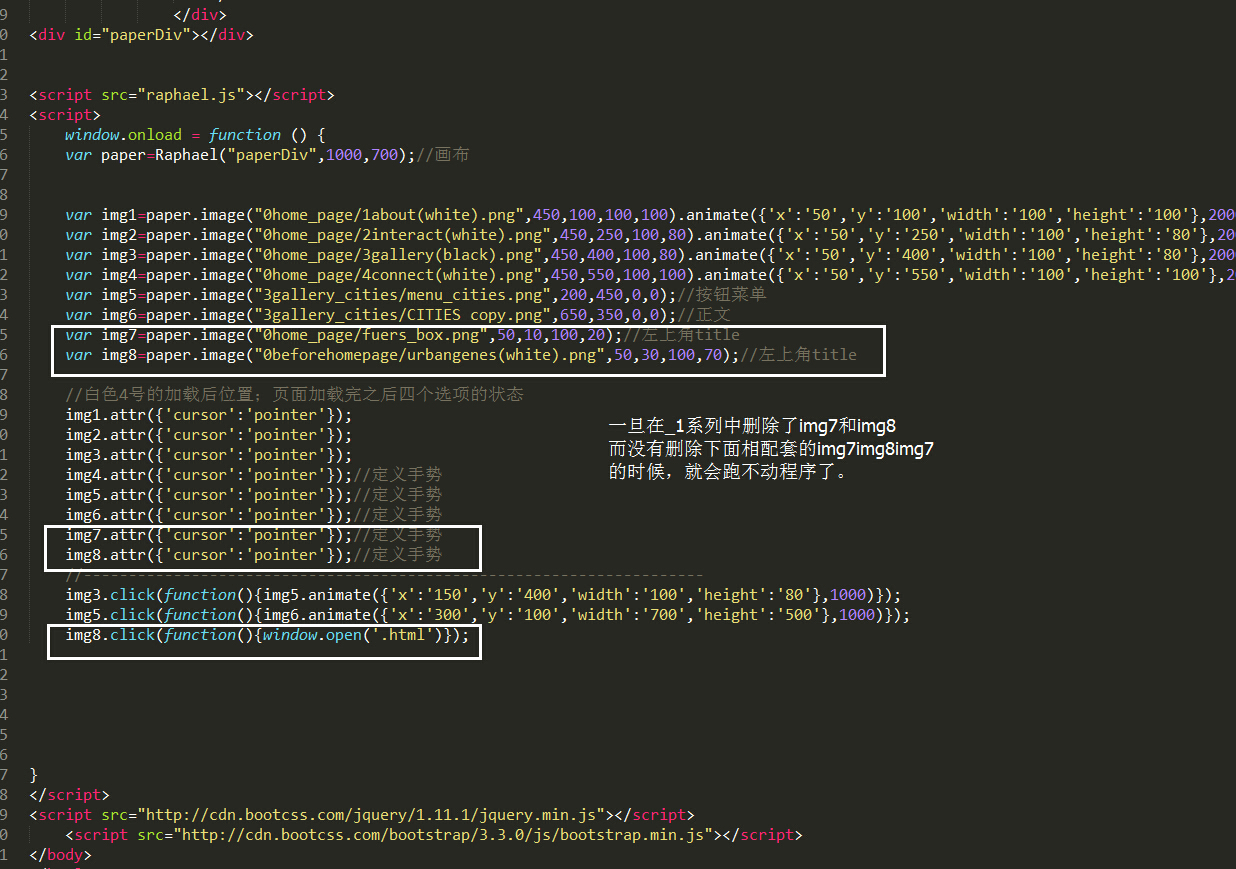 9 </div>
0 <div id="paperDiv"></div>
1
2
3 <script src="raphael.js"></script>
4 <script>
5 window.onload = function () {
6 var paper=Raphael("paperDiv",1000,700);//画布
7
8
9 var img1=paper.image("0home_page/1about(white).png",450,100,100,100).animate({'x':'50','y':'100','width':'100','height':'100'},200
0 var img2=paper.image("0home_page/2interact(white).png",450,250,100,80).animate({'x':'50','y':'250','width':'100','height':'80'},20
1 var img3=paper.image("0home_page/3gallery(black).png",450,400,100,80).animate({'x':'50','y':'400','width':'100','height':'80'},200
2 var img4=paper.image("0home_page/4connect(white).png",450,550,100,100).animate({'x':'50','y':'550','width':'100','height':'100'},2
3 var img5=paper.image("3gallery_cities/menu_cities.png",200,450,0,0);//按钮菜单
4 var img6=paper.image("3gallery_cities/CITIES copy.png",650,350,0,0);//正文
5 var img7=paper.image("0home_page/fuers_box.png",50,10,100,20);//左上角title
6 var img8=paper.image("0beforehomepage/urbangenes(white).png",50,30,100,70);//左上角title
7
8 //白色4号的加载后位置；页面加载完之后四个选项的状态
9 img1.attr({'cursor':'pointer'});
0 img2.attr({'cursor':'pointer'});
1 img3.attr({'cursor':'pointer'});
2 img4.attr({'cursor':'pointer'});//定义手势
3 img5.attr({'cursor':'pointer'});//定义手势
4 img6.attr({'cursor':'pointer'});//定义手势
5 img7.attr({'cursor':'pointer'});//定义手势
6 img8.attr({'cursor':'pointer'});//定义手势
一旦在_1系列中删除了img7和img8
而没有删除下面相配套的img7img8img7
的时候，就会跑不动程序了。
7 //---------------------------------------------------------------------
8 img3.click(function(){img5.animate({'x':'150','y':'400','width':'100','height':'80'},1000)});
9 img5.click(function(){img6.animate({'x':'300','y':'100','width':'700','height':'500'},1000)});
0 img8.click(function(){window.open('.html')});
1
2
3
4
5
6
7 }
8 </script>
9 <script src="http://cdn.bootcss.com/jquery/1.11.1/jquery.min.js"></script>
0 <script src="http://cdn.bootcss.com/bootstrap/3.3.0/js/bootstrap.min.js"></script>
1 </body>